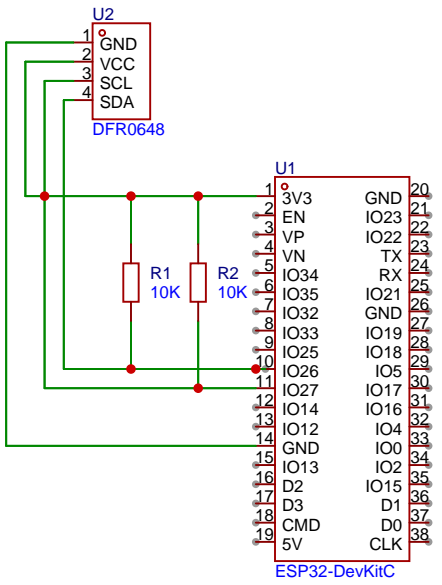 U2
1 GND
2 VCC
3 SCL
4 SDA
DFR0648
U1
1 3V3 GND 20
2 EN IO23 21
3 VP IO22 22
4 VN TX 23
5 IO34 RX 24
6 IO35 IO21 25
7 IO32 GND 26
8 IO33 IO19 27
9 IO25 IO18 28
10 IO26 IO5 29
11 IO27 IO17 30
12 IO14 IO16 31
13 IO12 IO4 32
14 GND IO0 33
15 IO13 IO2 34
16 D2 IO15 35
17 D3 D1 36
18 CMD D0 37
19 5V CLK 38
ESP32-DevKitC
R1
10K
R2
10K